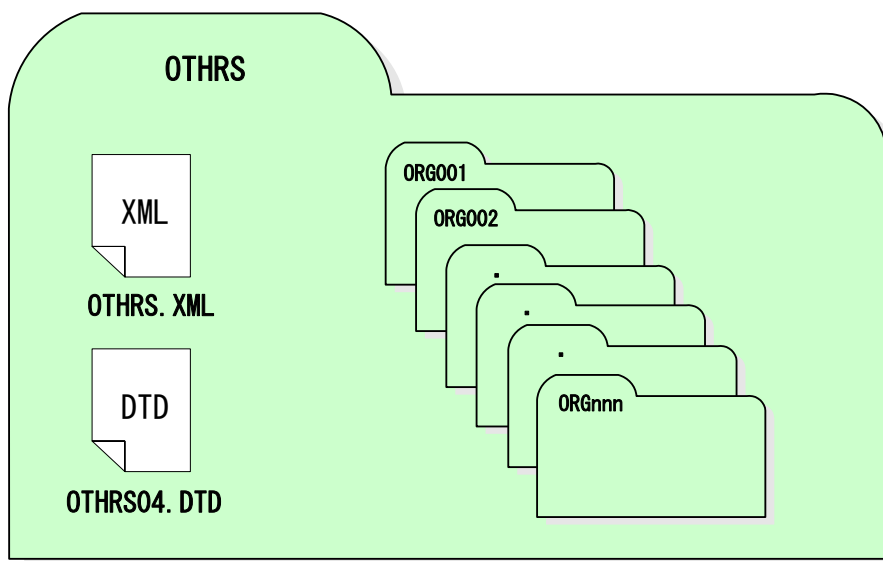 OTHRS
XML
OTHRS.XML
DTD
OTHRS04.DTD
ORG001
ORG002
.
.
.
ORGnnn